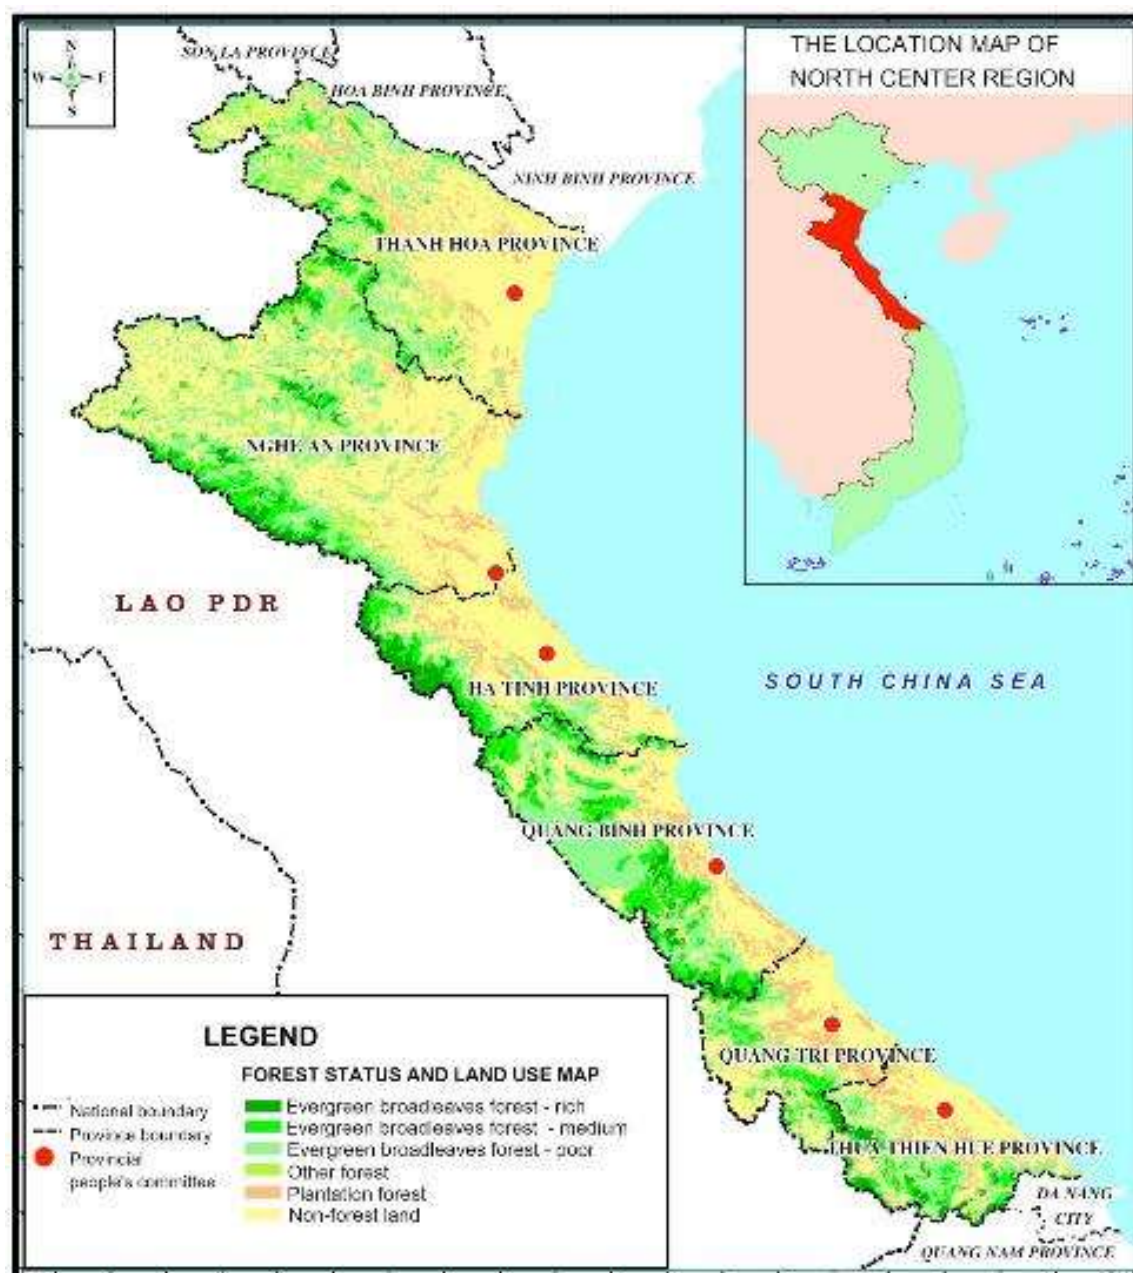 N
W E
S
SON LA PROVINCE
HOA BINH PROVINCE
NINH BINH PROVINCE
THE LOCATION MAP OF
NORTH CENTER REGION
THANH HOA PROVINCE
NGHE AN PROVINCE
LAO PDR
HA TINH PROVINCE
SOUTH CHINA SEA
QUANG BINH PROVINCE
THAILAND
QUANG TRI PROVINCE
THUA THIEN HUE PROVINCE
DA NANG
CITY
QUANG NAM PROVINCE
LEGEND
FOREST STATUS AND LAND USE MAP
National boundary
Province boundary
Provincial
people's committee
Evergreen broadleaves forest - rich
Evergreen broadleaves forest - medium
Evergreen broadleaves forest - poor
Other forest
Plantation forest
Non-forest land